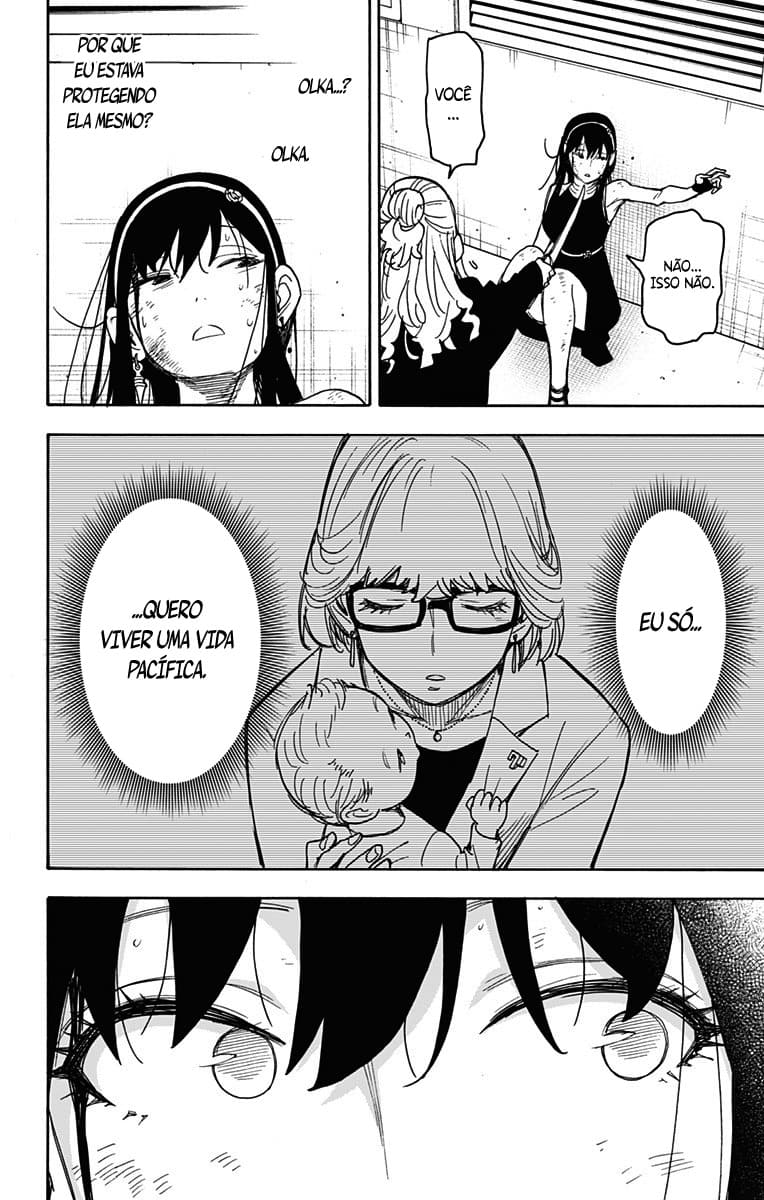 VOCÊ
...
NÃO...
ISSO NÃO.
OLKA...?
OLKA.
POR QUE
EU ESTAVA
PROTEGENDO
ELA MESMO?
EU SÓ...
...QUERO
VIVER UMA VIDA
PACÍFICA.